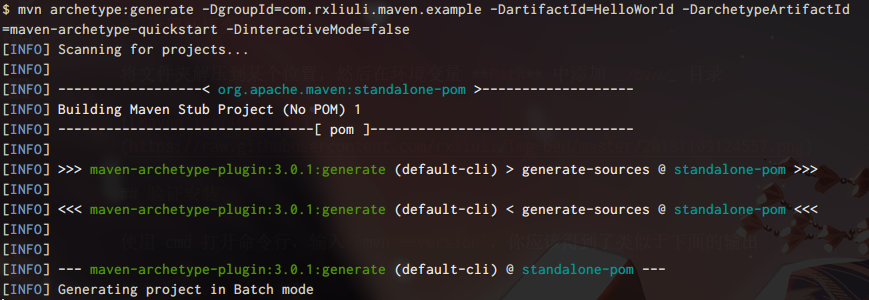 $ mvn archetype:generate -DgroupId=com.rxliuli.maven.example -DartifactId=HelloWorld -DarchetypeArtifactId
=maven-archetype-quickstart -DinteractiveMode=false
[INFO] Scanning for projects...
[INFO]
[INFO] ------------------< org.apache.maven:standalone-pom >-------------------
[INFO] Building Maven Stub Project (No POM) 1
[INFO] --------------------------------[ pom ]---------------------------------
[INFO]
[INFO] >>> maven-archetype-plugin:3.0.1:generate (default-cli) > generate-sources @ standalone-pom >>>
[INFO]
[INFO] <<< maven-archetype-plugin:3.0.1:generate (default-cli) < generate-sources @ standalone-pom <<<
[INFO]
[INFO]
[INFO] --- maven-archetype-plugin:3.0.1:generate (default-cli) @ standalone-pom ---
[INFO] Generating project in Batch mode